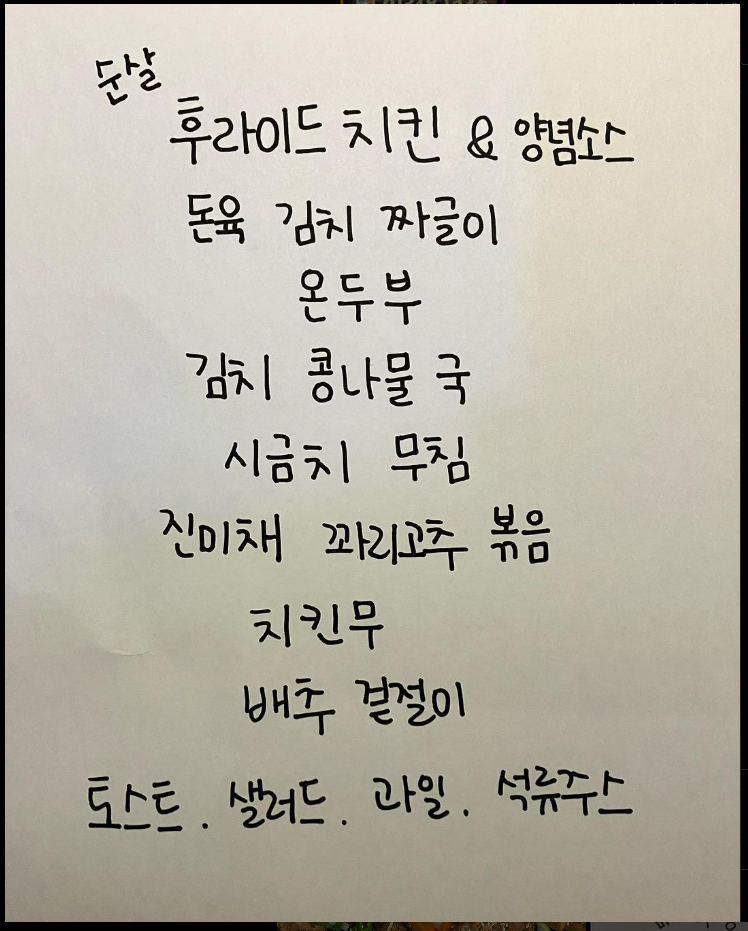 순살
후라이드 치킨 & 양념소스
돈육 김치 짜글이
온두부
김치 콩나물 국
시금치 무침
진미채 꽈리고추 볶음
치킨무
배추 겉절이
토스트. 샐러드. 과일. 석류주스